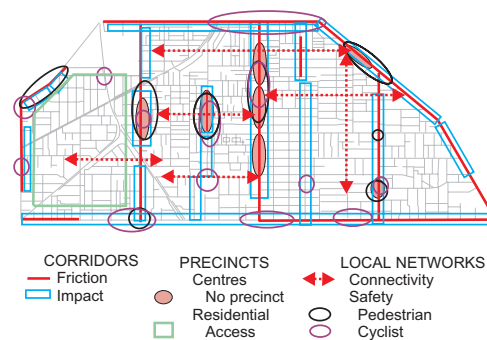 CORRIDORS PRECINCTS LOCAL NETWORKS
Friction Centres Connectivity
Impact No precinct Safety
Residential Pedestrian
Access Cyclist